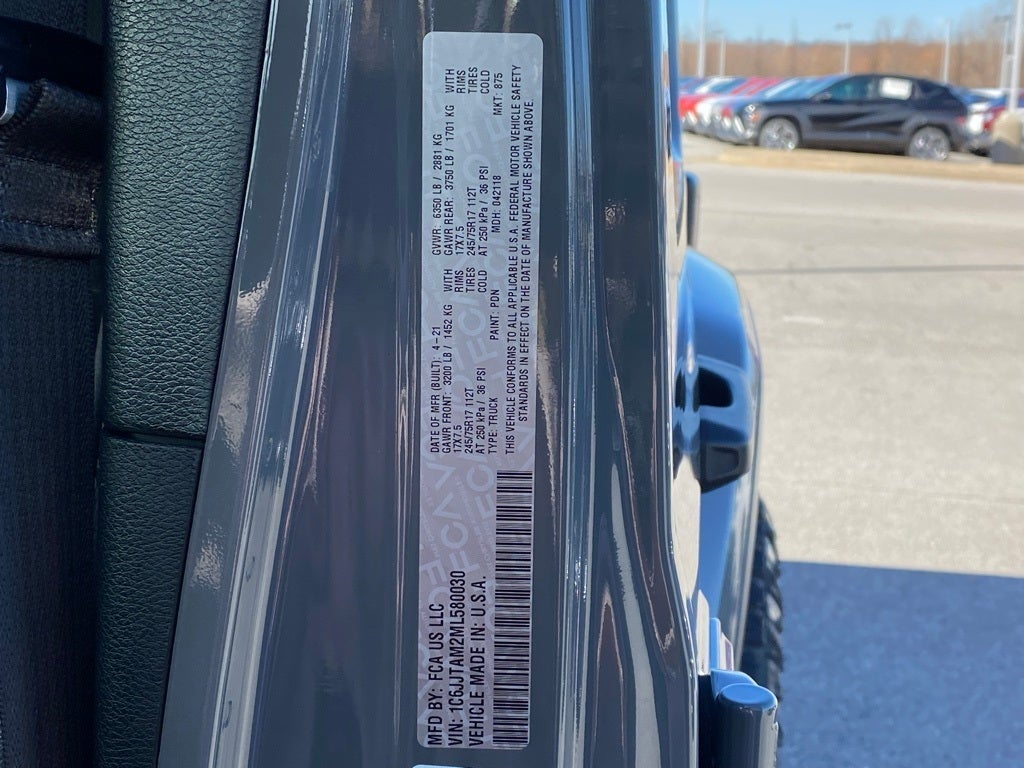 MFD BY: FCA US LLC
VIN: 1C6JJTAM2ML580030
VEHICLE MADE IN: U.S.A.
DATE OF MFR (BUILT): 4-21 GVWR: 6350 LB / 2881 KG
GAWR FRONT: 3200 LB / 1452 KG WITH GAWR REAR: 3750 LB / 1701 KG WITH
17X7.5 RIMS 17X7.5 RIMS
245/75R17 112T TIRES 245/75R17 112T TIRES
AT 250 kPa / 36 PSI COLD AT 250 kPa / 36 PSI COLD
TYPE: TRUCK PAINT: PDN MDH: 042118 MKT: 875
THIS VEHICLE CONFORMS TO ALL APPLICABLE U.S.A. FEDERAL MOTOR VEHICLE SAFETY
STANDARDS IN EFFECT ON THE DATE OF MANUFACTURE SHOWN ABOVE.